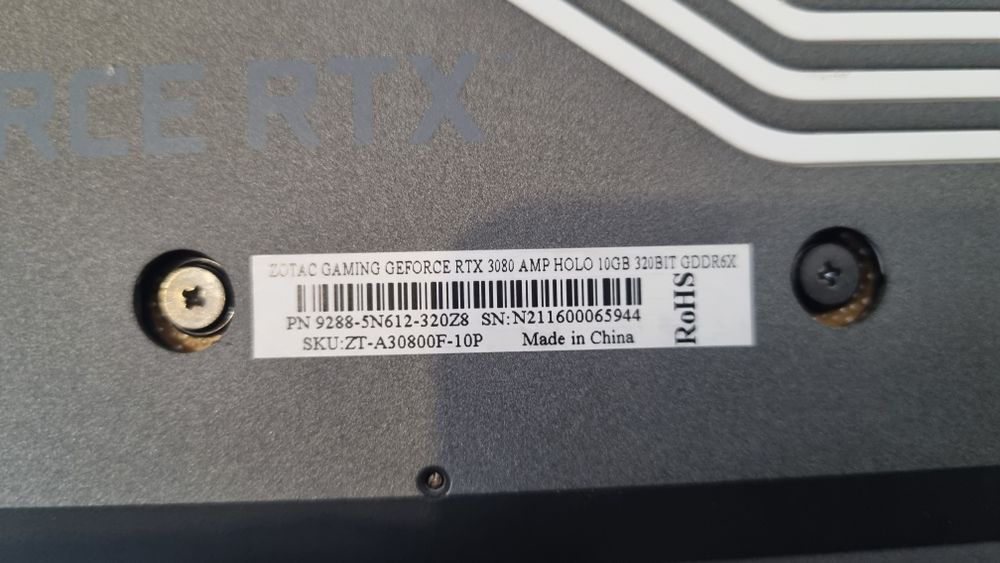 RCE RTX™
ZOTAC GAMING GEFORCE RTX 3080 AMP HOLO 10GB 320BIT GDDR6X
PN 9288-5N612-320Z8 SN:N211600065944
SKU:ZT-A30800F-10P Made in China
RoHS